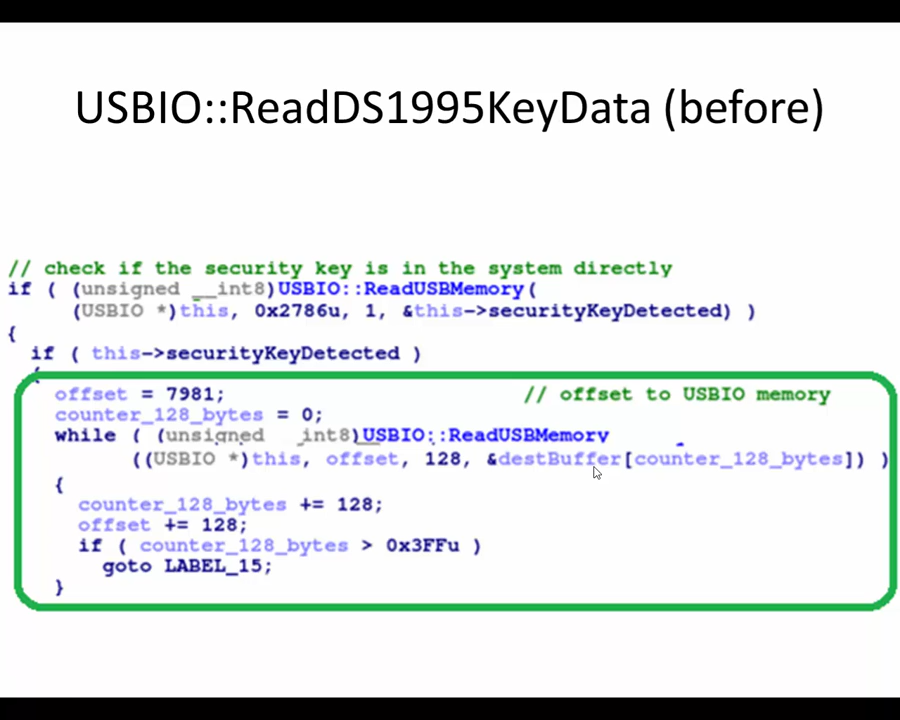 USBIO::ReadDS1995KeyData (before)
// check if the security key is in the system directly
if ( (unsigned __int8)USBIO::ReadUSBMemory(
(USBIO *)this, 0x2786u, 1, &this->securityKeyDetected) )
{
if ( this->securityKeyDetected )
{
offset = 7981; // offset to USBIO memory
counter_128_bytes = 0;
while ( (unsigned __int8)USBIO::ReadUSBMemory
((USBIO *)this, offset, 128, &destBuffer[counter_128_bytes]) )
{
counter_128_bytes += 128;
offset += 128;
if ( counter_128_bytes > 0x3FFu )
goto LABEL_15;
}